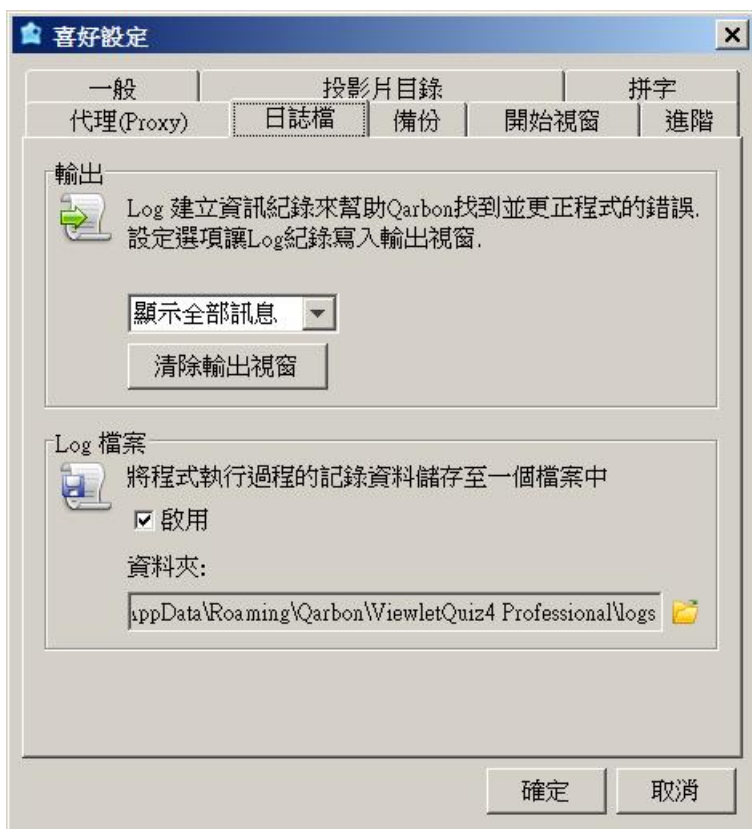 喜好設定
一般
投影片目錄
拼字
代理(Proxy)
日誌檔
備份
開始視窗
進階
輸出
Log 建立資訊紀錄來幫助Qarbon找到並更正程式的錯誤.
設定選項讓Log紀錄寫入輸出視窗.
顯示全部訊息
清除輸出視窗
Log 檔案
將程式執行過程的記錄資料儲存至一個檔案中
啟用
資料夾:
AppData\Roaming\Qarbon\ViewletQuiz4 Professional\logs
確定
取消